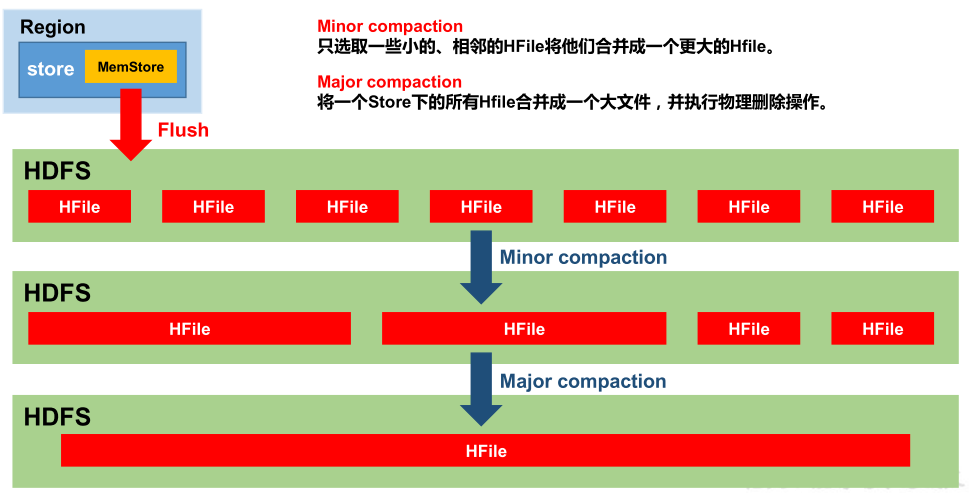 Region
store
MemStore
Minor compaction
只选取一些小的、相邻的HFile将他们合并成一个更大的Hfile。
Major compaction
将一个Store下的所有Hfile合并成一个大文件，并执行物理删除操作。
Flush
HDFS
HFile HFile HFile HFile HFile HFile HFile
Minor compaction
HDFS
HFile HFile HFile HFile
Major compaction
HDFS
HFile